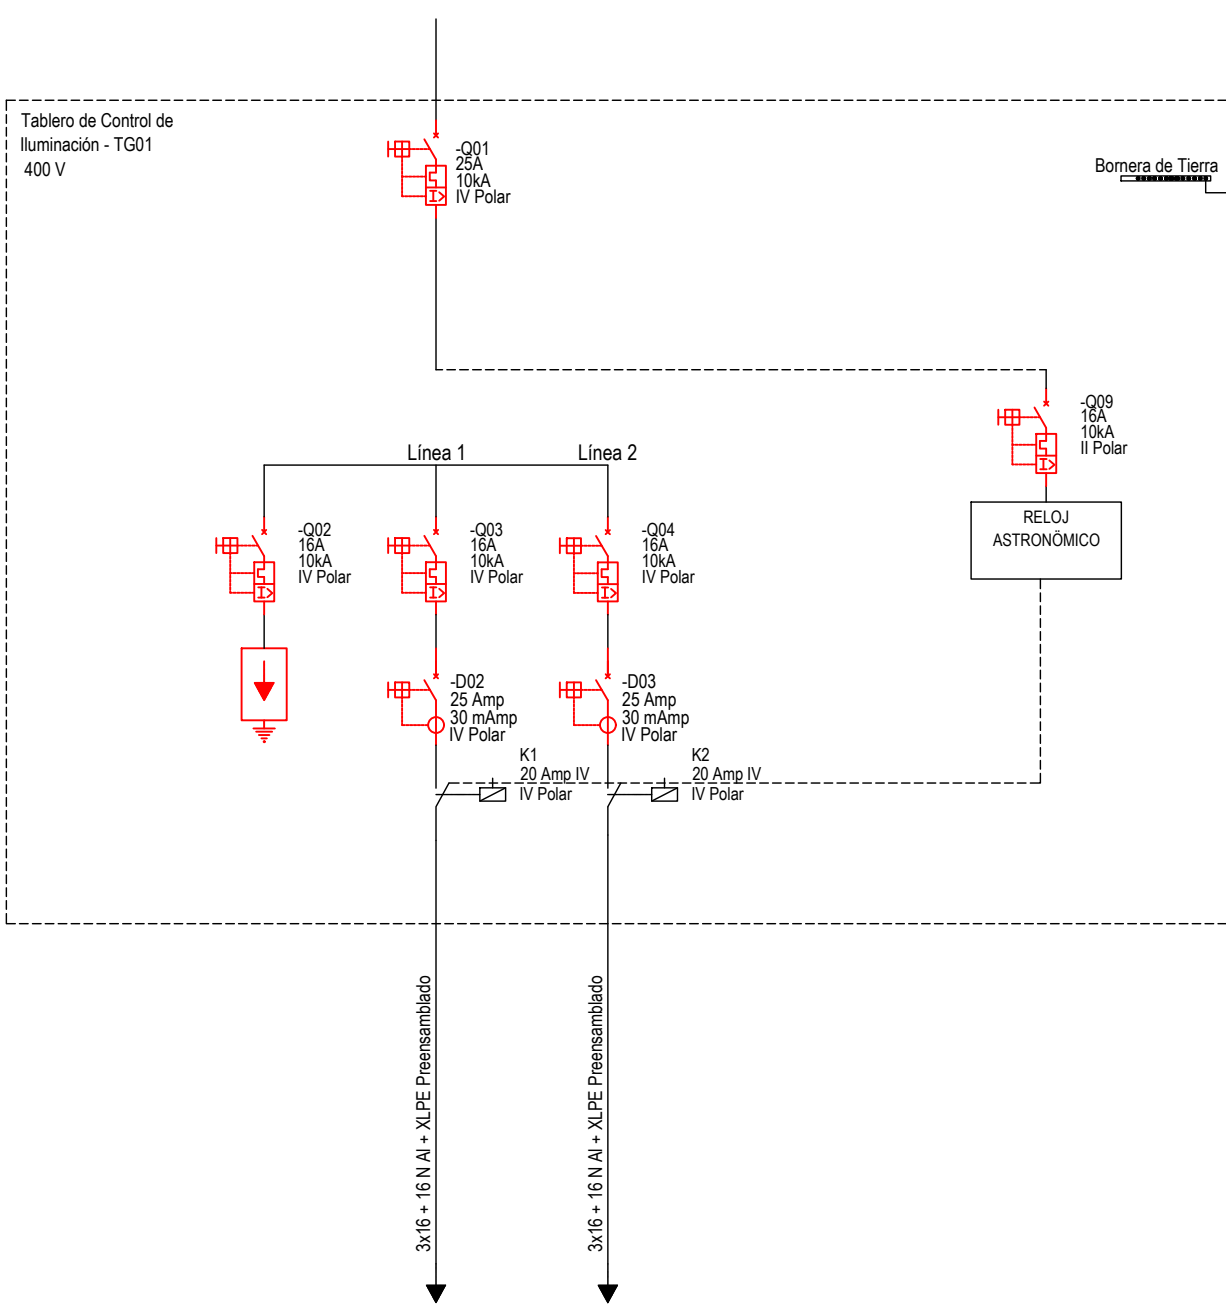 Tablero de Control de
Iluminación - TG01
400 V
-Q01
25A
10kA
IV Polar
Bornera de Tierra
-Q09
16A
10kA
II Polar
RELOJ
ASTRONÖMICO
Línea 1
Línea 2
-Q02
16A
10kA
IV Polar
-Q03
16A
10kA
IV Polar
-Q04
16A
10kA
IV Polar
-D02
25 Amp
30 mAmp
IV Polar
-D03
25 Amp
30 mAmp
IV Polar
K1
20 Amp IV
IV Polar
K2
20 Amp IV
IV Polar
3x16 + 16 N Al + XLPE Preensamblado
3x16 + 16 N Al + XLPE Preensamblado